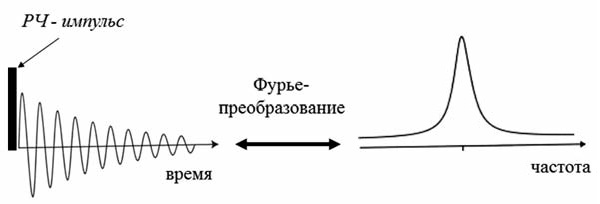 РЧ - импульс
Фурье-
преобразование
время
частота